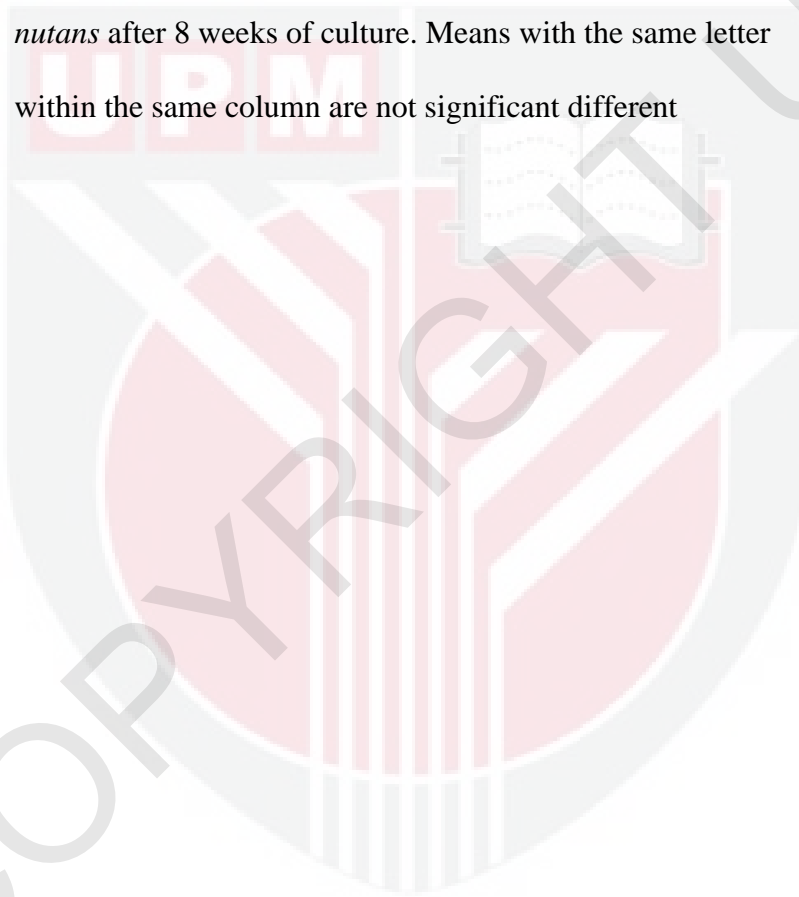 nutans after 8 weeks of culture. Means with the same letter
UPM
within the same column are not significant different
COPYRIGHT U